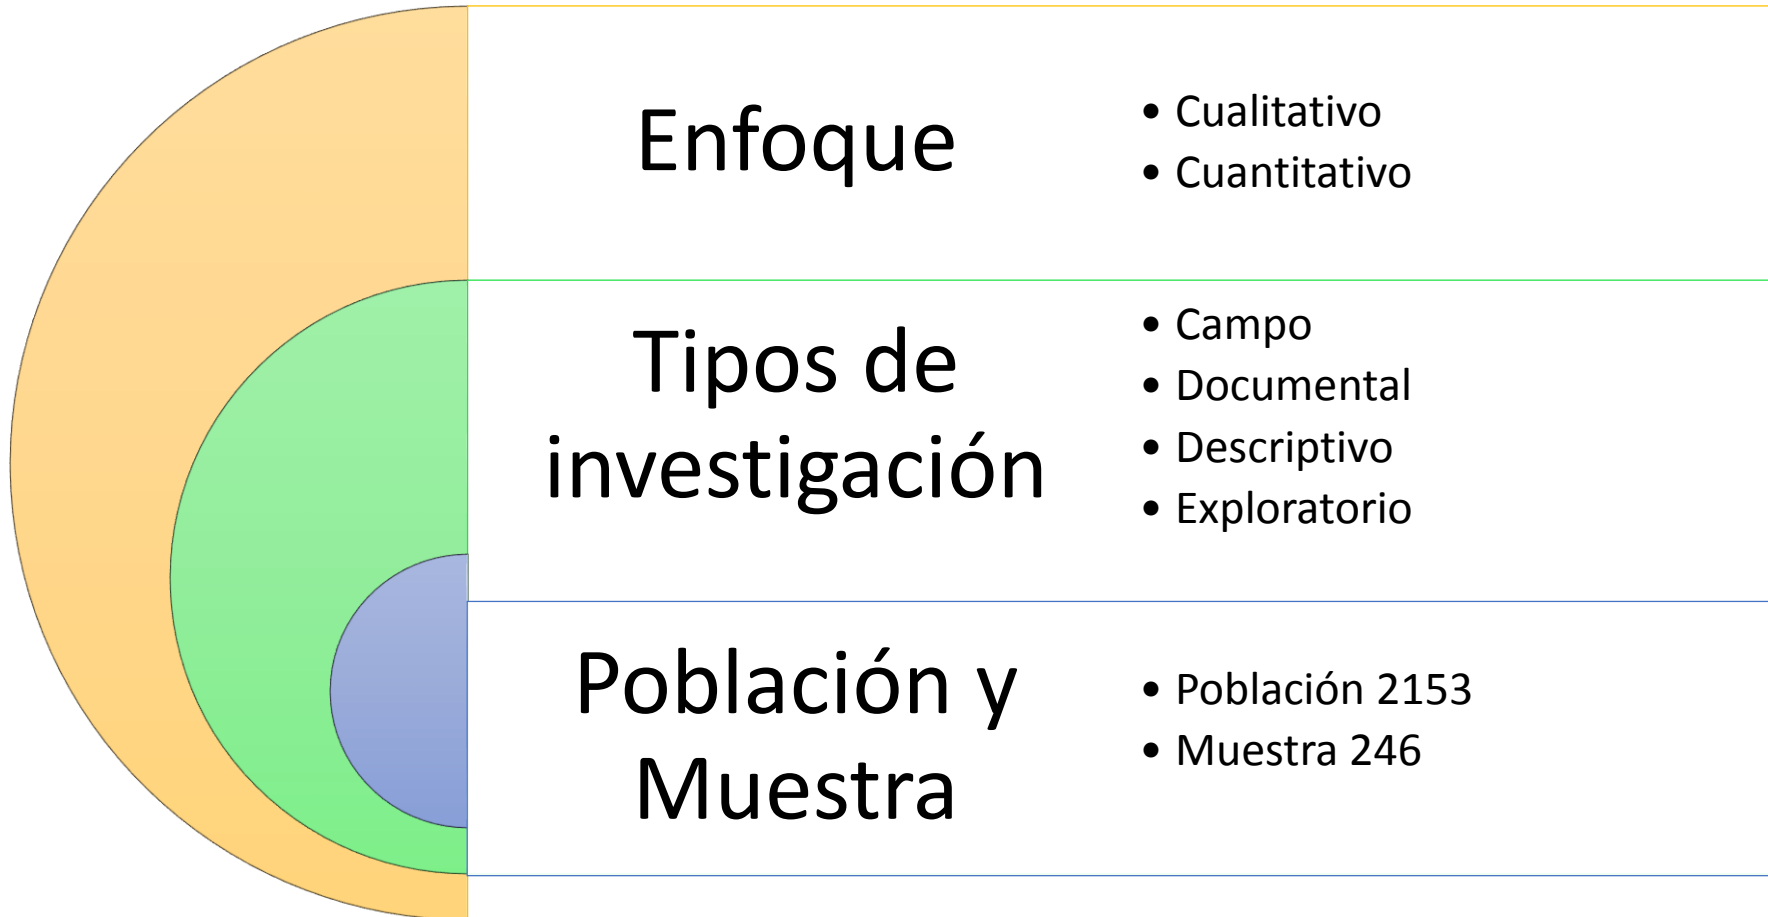 Enfoque
• Cualitativo
• Cuantitativo
Tipos de
investigación
• Campo
• Documental
• Descriptivo
• Exploratorio
Población y
Muestra
• Población 2153
• Muestra 246